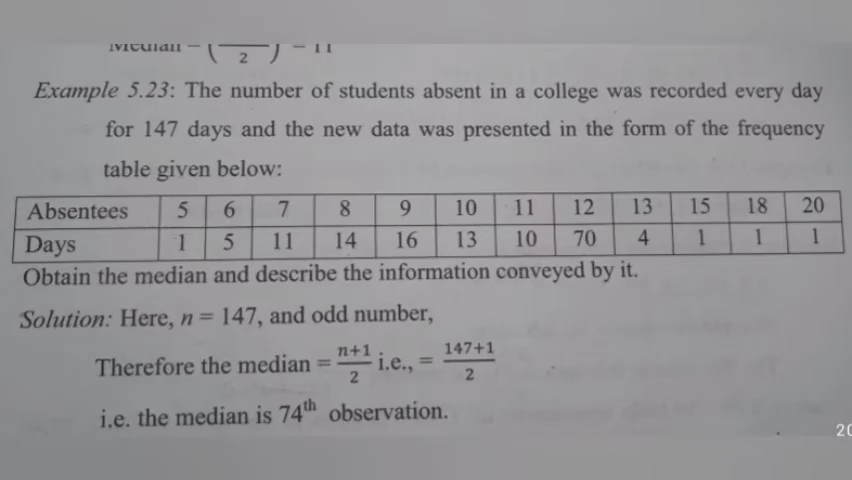 2
Example 5.23: The number of students absent in a college was recorded every day
for 147 days and the new data was presented in the form of the frequency
table given below:
Absentees 5 6 7 8 9 10 11 12 13 15 18 20
Days 1 5 11 14 16 13 10 70 4 1 1 1
Obtain the median and describe the information conveyed by it.
Solution: Here, n = 147, and odd number,
Therefore the median = n+1/2 i.e., = 147+1/2
i.e. the median is 74th observation.